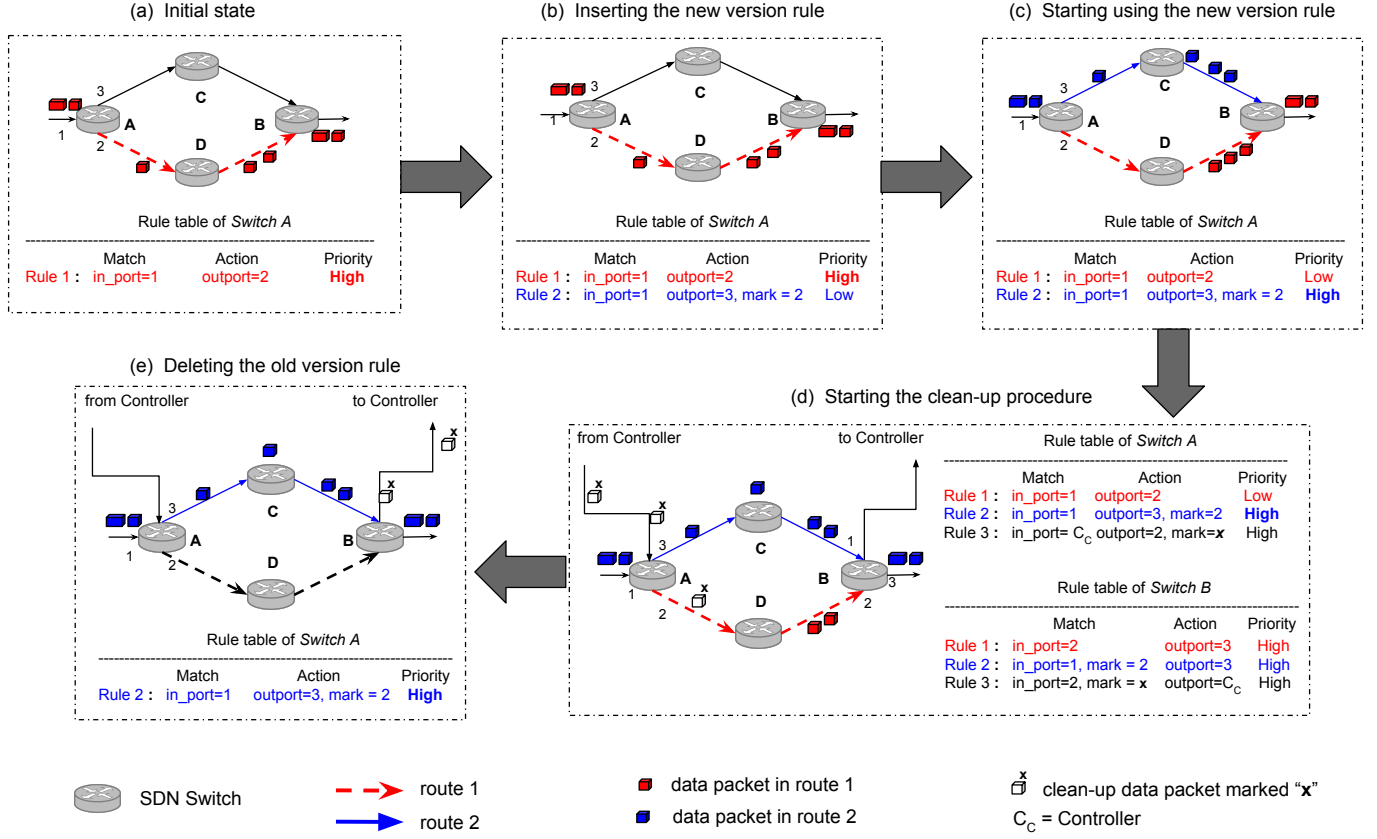 (a) Initial state
3
C
1
A
B
2
D
Rule table of Switch A
Match Action Priority
Rule 1 : in_port=1 outport=2 High
(b) Inserting the new version rule
3
C
1
A
B
2
D
Rule table of Switch A
Match Action Priority
Rule 1 : in_port=1 outport=2 High
Rule 2 : in_port=1 outport=3, mark = 2 Low
(c) Starting using the new version rule
3
C
1
A
B
2
D
Rule table of Switch A
Match Action Priority
Rule 1 : in_port=1 outport=2 Low
Rule 2 : in_port=1 outport=3, mark = 2 High
(d) Starting the clean-up procedure
from Controller to Controller
x
x
3
C
1
1
A
B
3
x
2
D
2
Rule table of Switch A
Match Action Priority
Rule 1 : in_port=1 outport=2 Low
Rule 2 : in_port=1 outport=3, mark=2 High
Rule 3 : in_port= C_C outport=2, mark=x High
Rule table of Switch B
Match Action Priority
Rule 1 : in_port=2 outport=3 High
Rule 2 : in_port=1, mark = 2 outport=3 High
Rule 3 : in_port=2, mark = x outport=C_C High
(e) Deleting the old version rule
from Controller to Controller
x
x
3
C
1
A
B
2
D
Rule table of Switch A
Match Action Priority
Rule 2 : in_port=1 outport=3, mark = 2 High
SDN Switch
route 1
route 2
data packet in route 1
data packet in route 2
x
clean-up data packet marked “x”
C_C = Controller